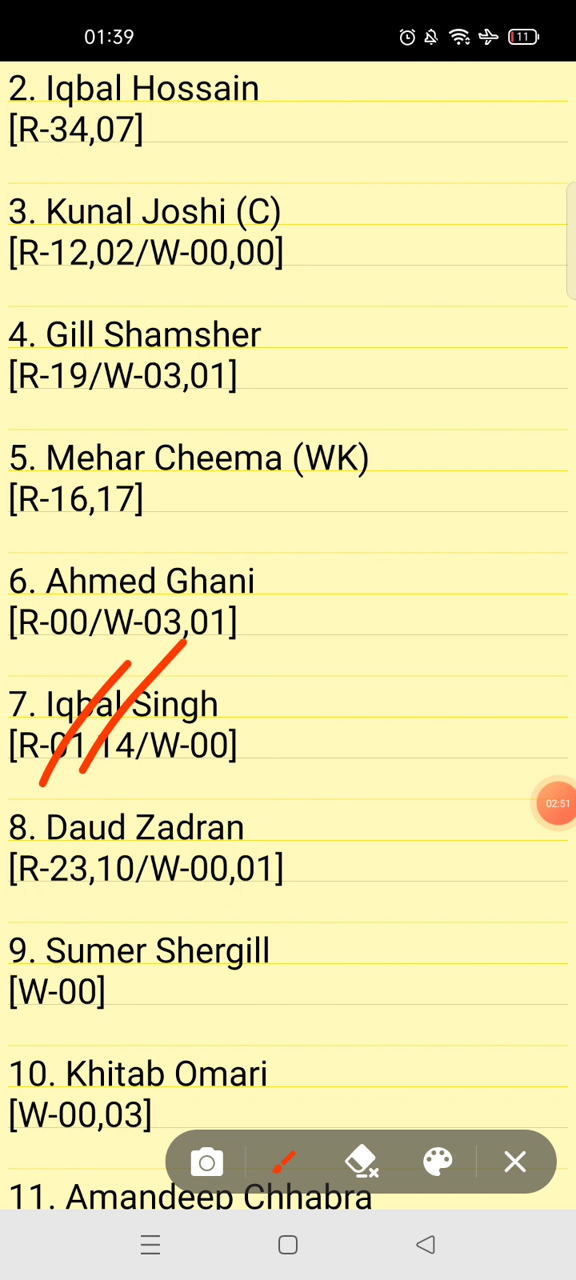 01:39
11
2. Iqbal Hossain
[R-34,07]
3. Kunal Joshi (C)
[R-12,02/W-00,00]
4. Gill Shamsher
[R-19/W-03,01]
5. Mehar Cheema (WK)
[R-16,17]
6. Ahmed Ghani
[R-00/W-03,01]
7. Iqbal Singh
[R-01,14/W-00]
02:51
8. Daud Zadran
[R-23,10/W-00,01]
9. Sumer Shergill
[W-00]
10. Khitab Omari
[W-00,03]
11. Amandeep Chhabra